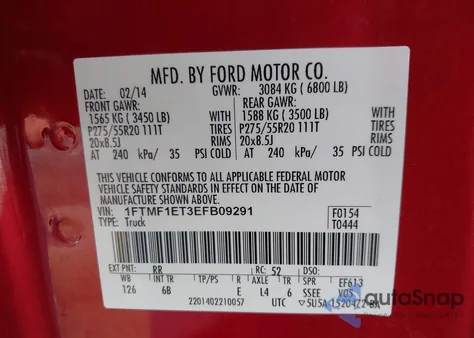 MFD. BY FORD MOTOR CO.
DATE: 02/14 GVWR: 3084 KG ( 6800 LB)
FRONT GAWR: REAR GAWR:
1565 KG ( 3450 LB) 1588 KG ( 3500 LB)
P275/55R20 111T TIRES P275/55R20 111T TIRES
20x8.5J RIMS 20x8.5J RIMS
AT 240 kPa/ 35 PSI COLD AT 240 kPa/ 35 PSI COLD
THIS VEHICLE CONFORMS TO ALL APPLICABLE FEDERAL MOTOR
VEHICLE SAFETY STANDARDS IN EFFECT ON THE DATE OF
MANUFACTURE SHOWN ABOVE.
VIN: 1FTMF1ET3EFB09291 F0154
TYPE: Truck T0444
EXT PNT: RR RC: 52 DSO:
WB INT TR TP/PS R AXLE TR SPR EF613
126 6B E L4 6 SSEE VOS
2201402210057 UTC
autoSnap